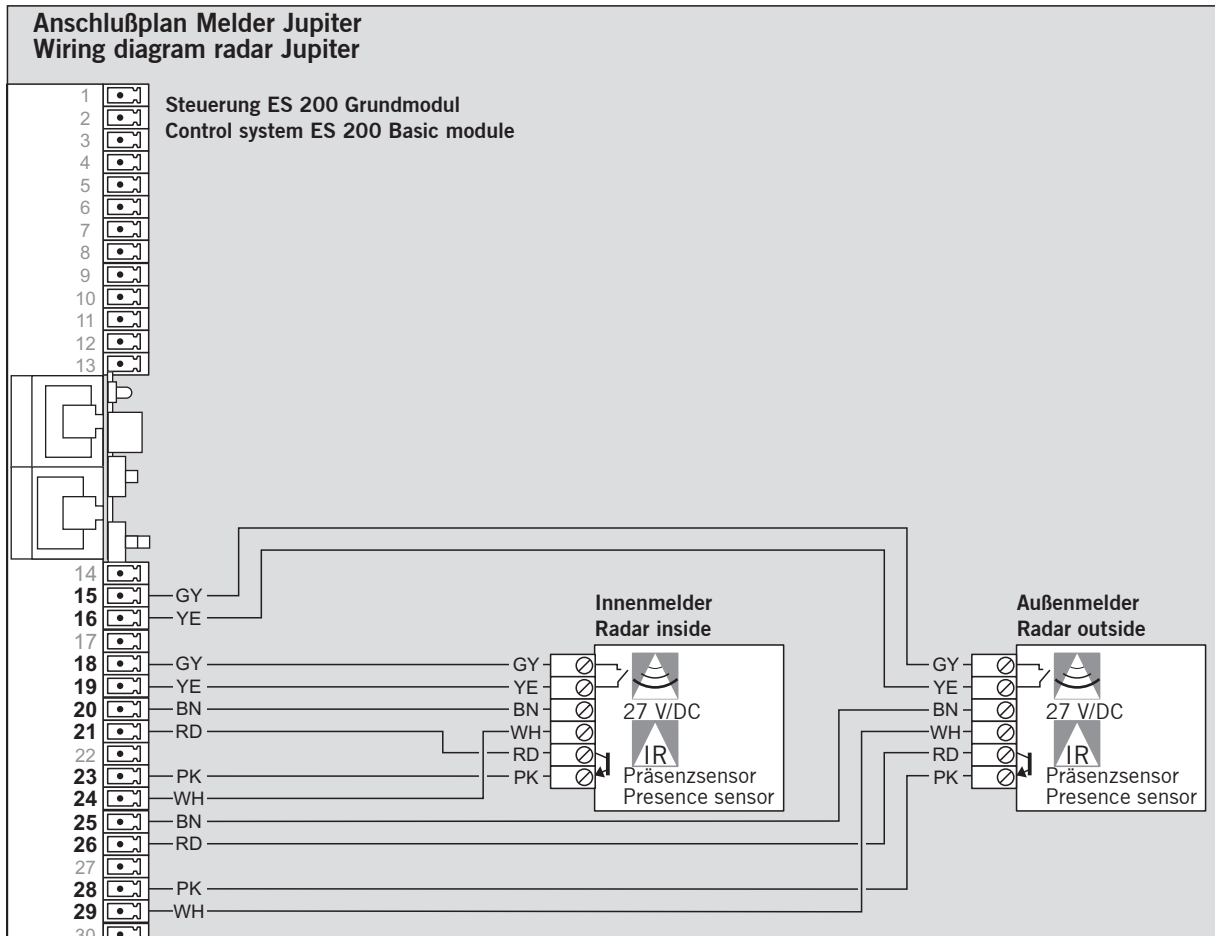 Anschlußplan Melder Jupiter
Wiring diagram radar Jupiter
Steuerung ES 200 Grundmodul
Control system ES 200 Basic module
1
2
3
4
5
6
7
8
9
10
11
12
13
14
15 GY
16 YE
17
18 GY
19 YE
20 BN
21 RD
22
23 PK
24 WH
25 BN
26 RD
27
28 PK
29 WH
30
Innenmelder
Radar inside
GY
YE
BN
WH
RD
PK
27 V/DC
IR
Präsenzsensor
Presence sensor
Außenmelder
Radar outside
GY
YE
BN
WH
RD
PK
27 V/DC
IR
Präsenzsensor
Presence sensor